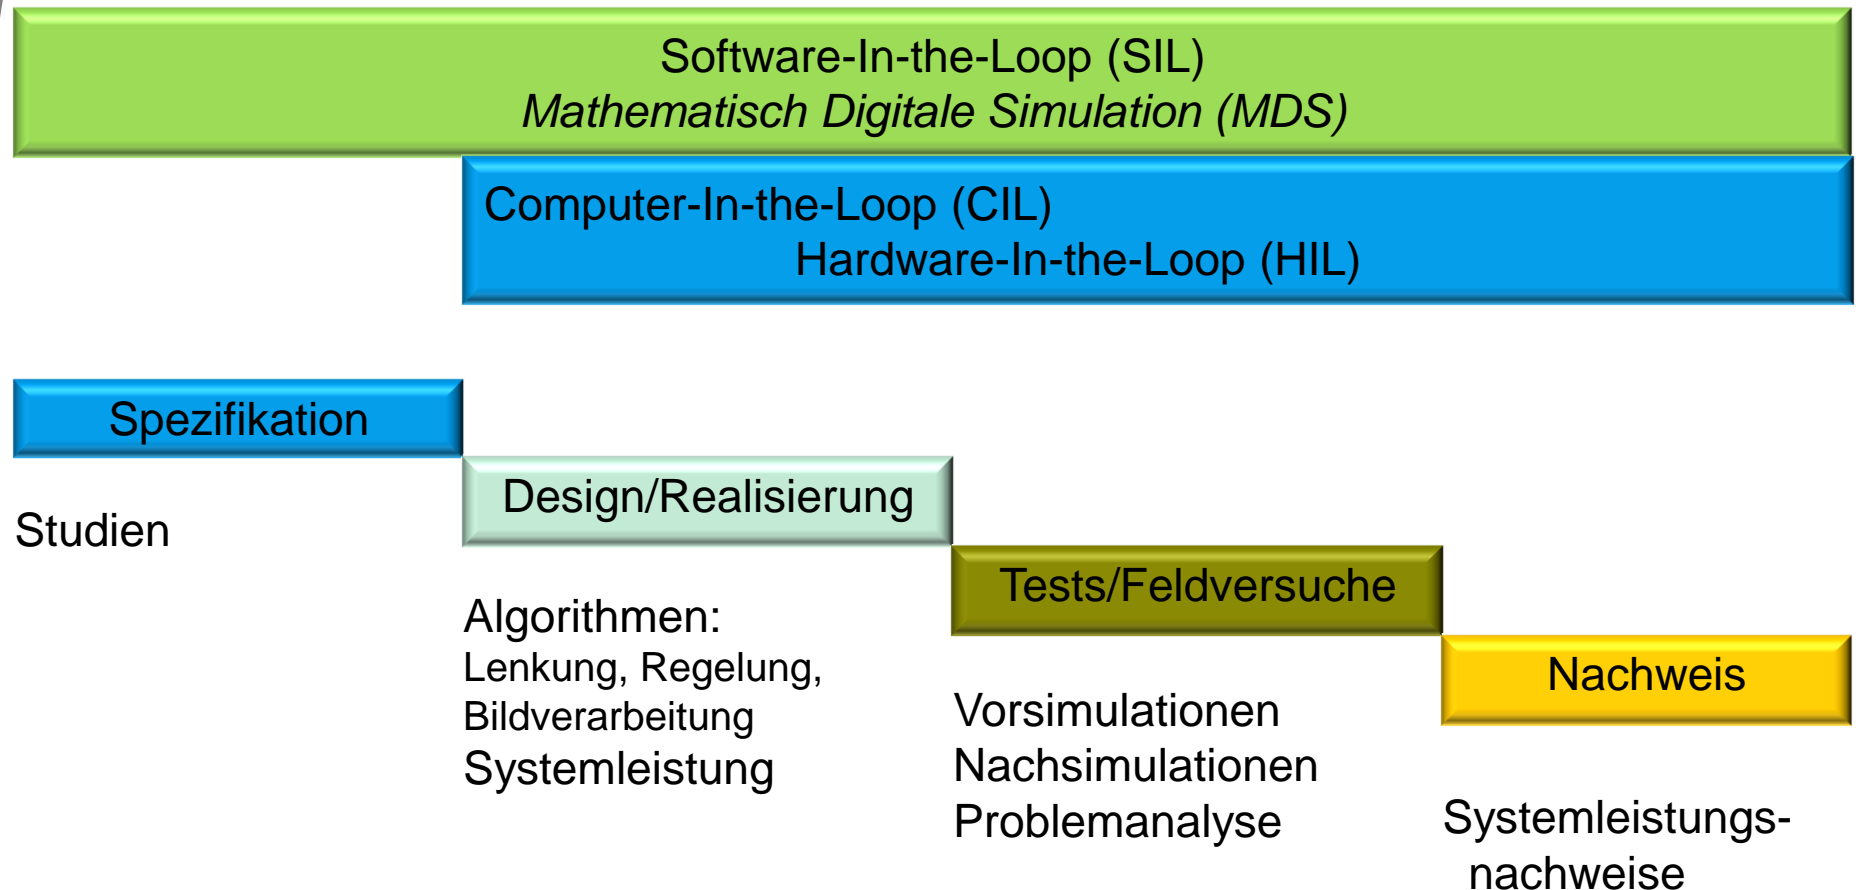 Software-In-the-Loop (SIL)
Mathematisch Digitale Simulation (MDS)
Computer-In-the-Loop (CIL)
Hardware-In-the-Loop (HIL)
Spezifikation
Studien
Design/Realisierung
Algorithmen:
Lenkung, Regelung,
Bildverarbeitung
Systemleistung
Tests/Feldversuche
Vorsimulationen
Nachsimulationen
Problemanalyse
Nachweis
Systemleistungs-
nachweise